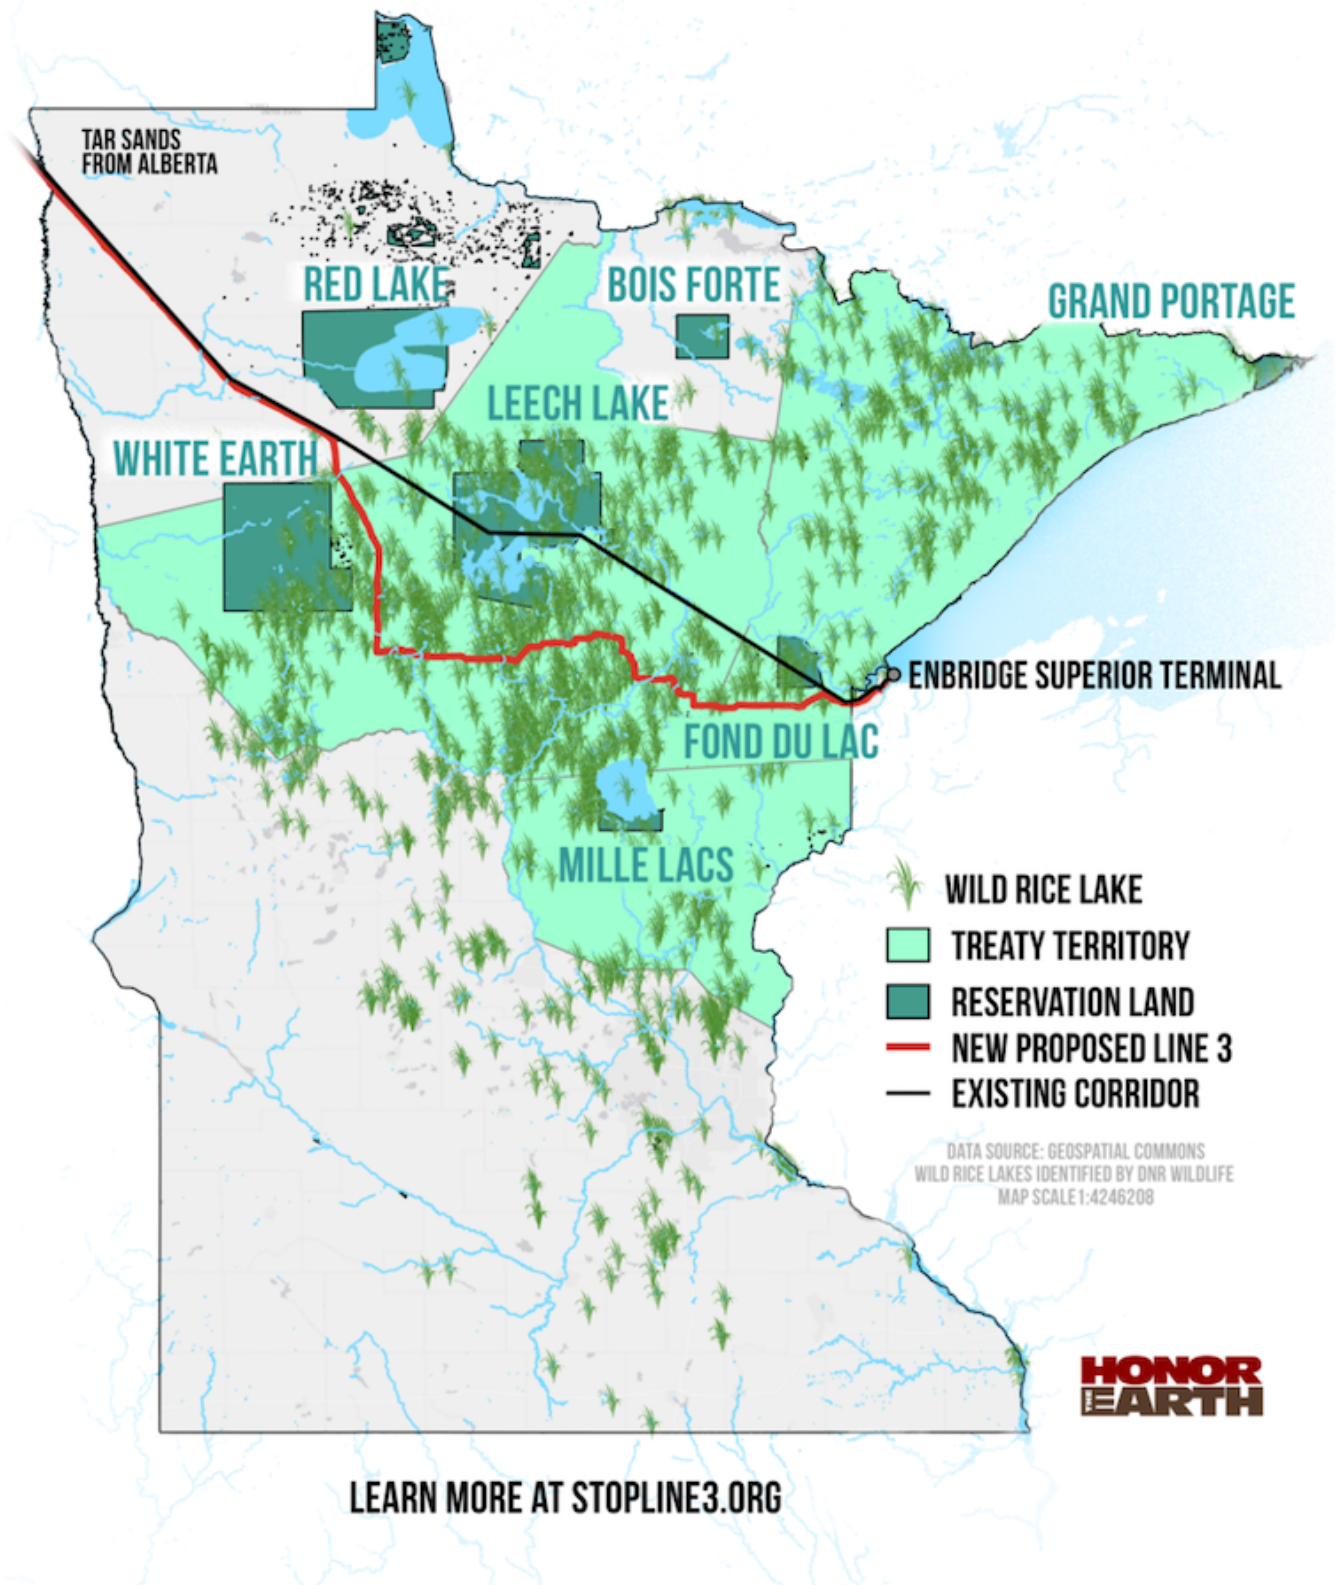 TAR SANDS
FROM ALBERTA
RED LAKE
BOIS FORTE
GRAND PORTAGE
LEECH LAKE
WHITE EARTH
ENBRIDGE SUPERIOR TERMINAL
FOND DU LAC
MILLE LACS
WILD RICE LAKE
TREATY TERRITORY
RESERVATION LAND
NEW PROPOSED LINE 3
EXISTING CORRIDOR
DATA SOURCE: GEOSPATIAL COMMONS
WILD RICE LAKES IDENTIFIED BY DNR WILDLIFE
MAP SCALE 1:4246208
HONOR
THE EARTH
LEARN MORE AT STOPLINE3.ORG